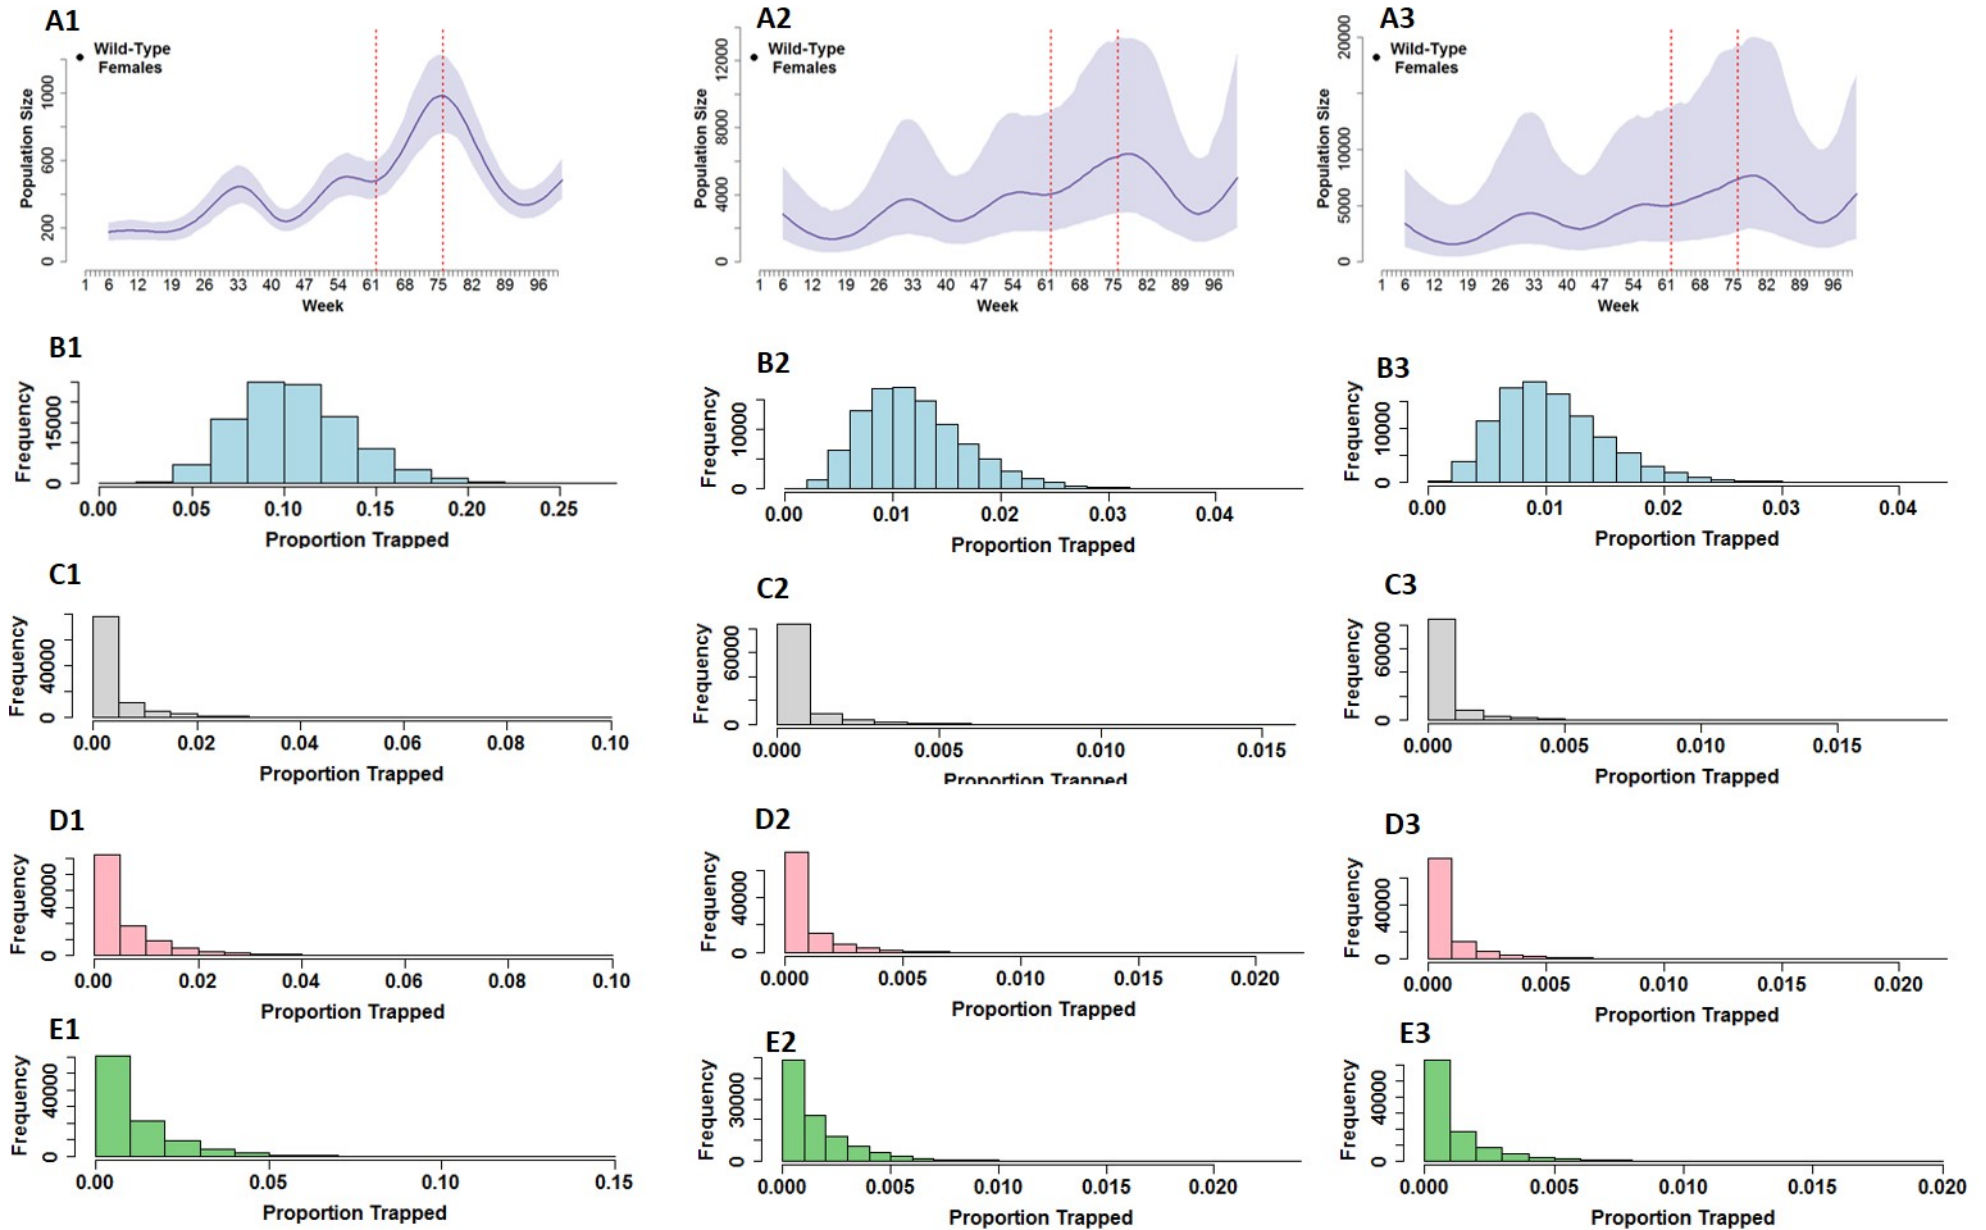 A1
Wild-Type
Females
Population Size
0 200 600 1000
1 6 12 19 26 33 40 47 54 61 68 75 82 89 96
Week
A2
Wild-Type
Females
Population Size
0 4000 8000 12000
1 6 12 19 26 33 40 47 54 61 68 75 82 89 96
Week
A3
Wild-Type
Females
Population Size
0 5000 10000 20000
1 6 12 19 26 33 40 47 54 61 68 75 82 89 96
Week
B1
Frequency
0 15000
0.00 0.05 0.10 0.15 0.20 0.25
Proportion Trapped
B2
Frequency
0 10000
0.00 0.01 0.02 0.03 0.04
Proportion Trapped
B3
Frequency
0 10000
0.00 0.01 0.02 0.03 0.04
Proportion Trapped
C1
Frequency
0 40000
0.00 0.02 0.04 0.06 0.08 0.10
Proportion Trapped
C2
Frequency
0 60000
0.000 0.005 0.010 0.015
Proportion Trapped
C3
Frequency
0 60000
0.000 0.005 0.010 0.015
Proportion Trapped
D1
Frequency
0 40000
0.00 0.02 0.04 0.06 0.08 0.10
Proportion Trapped
D2
Frequency
0 40000
0.000 0.005 0.010 0.015 0.020
Proportion Trapped
D3
Frequency
0 40000
0.000 0.005 0.010 0.015 0.020
Proportion Trapped
E1
Frequency
0 40000
0.00 0.05 0.10 0.15
Proportion Trapped
E2
Frequency
0 30000
0.000 0.005 0.010 0.015 0.020
Proportion Trapped
E3
Frequency
0 40000
0.000 0.005 0.010 0.015 0.020
Proportion Trapped